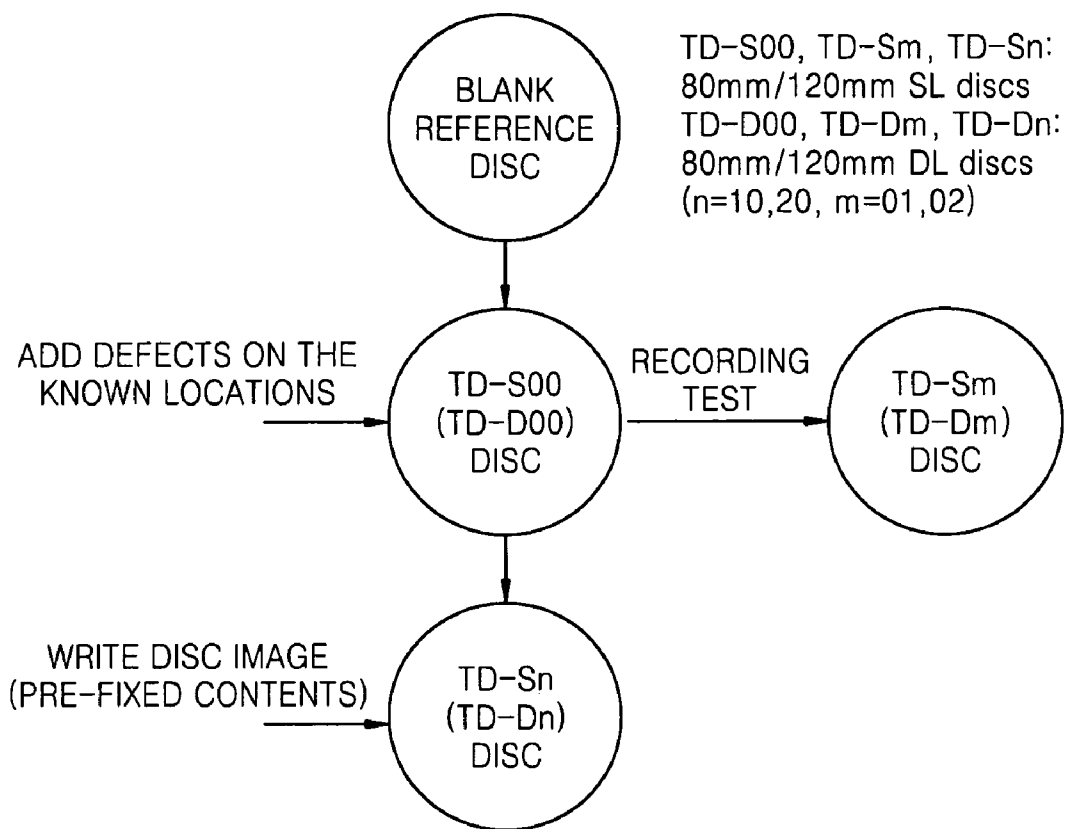 BLANK
REFERENCE
DISC
TD-S00, TD-Sm, TD-Sn:
80mm/120mm SL discs
TD-D00, TD-Dm, TD-Dn:
80mm/120mm DL discs
(n=10,20, m=01,02)
ADD DEFECTS ON THE
KNOWN LOCATIONS
TD-S00
(TD-D00)
DISC
RECORDING
TEST
TD-Sm
(TD-Dm)
DISC
WRITE DISC IMAGE
(PRE-FIXED CONTENTS)
TD-Sn
(TD-Dn)
DISC